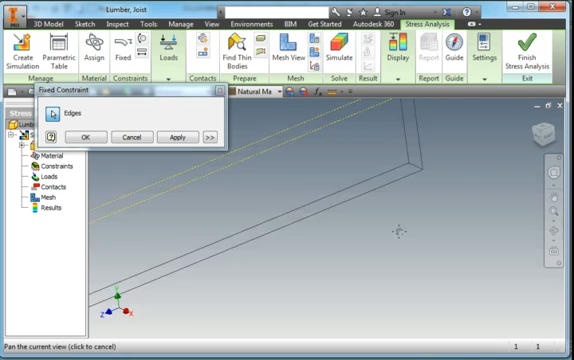 Lumber, Joist
Sign In
PRO
3D Model Sketch Inspect Tools Manage View Environments BIM Get Started Autodesk 360 Stress Analysis
Create Simulation
Parametric Table
Assign
Fixed
Loads
Find Thin Bodies
Mesh View
Simulate
Display
Report
Guide
Settings
Finish Stress Analysis
Manage Material Constraints Contacts Prepare Mesh Solve Result Report Guide Exit
Natural Ma
Fixed Constraint
Edges
OK Cancel Apply >>
Stress
Material
Constraints
Loads
Contacts
Mesh
Results
Y
Z
X
Pan the current view (click to cancel)
1 1